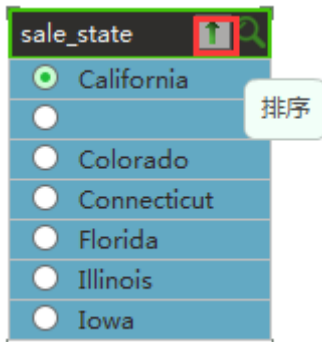 sale_state
California
排序
Colorado
Connecticut
Florida
Illinois
Iowa